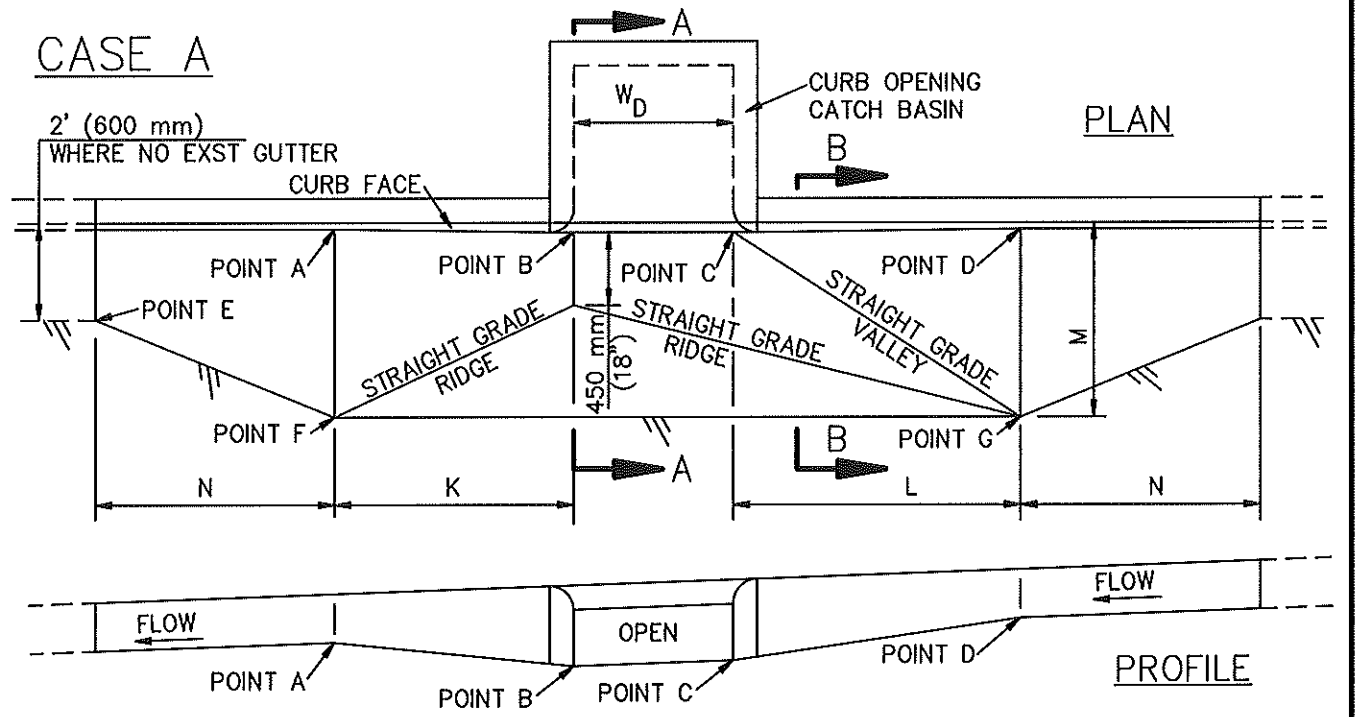 CASE A
A
2' (600 mm)
WHERE NO EXST GUTTER
W_D
CURB OPENING
CATCH BASIN
PLAN
B
CURB FACE
POINT A
POINT B
POINT C
POINT D
POINT E
STRAIGHT GRADE
RIDGE
450 mm
(18")
STRAIGHT GRADE
RIDGE
STRAIGHT GRADE
VALLEY
M
POINT F
POINT G
A
B
N
K
L
N
FLOW
OPEN
FLOW
POINT A
POINT B
POINT C
POINT D
PROFILE